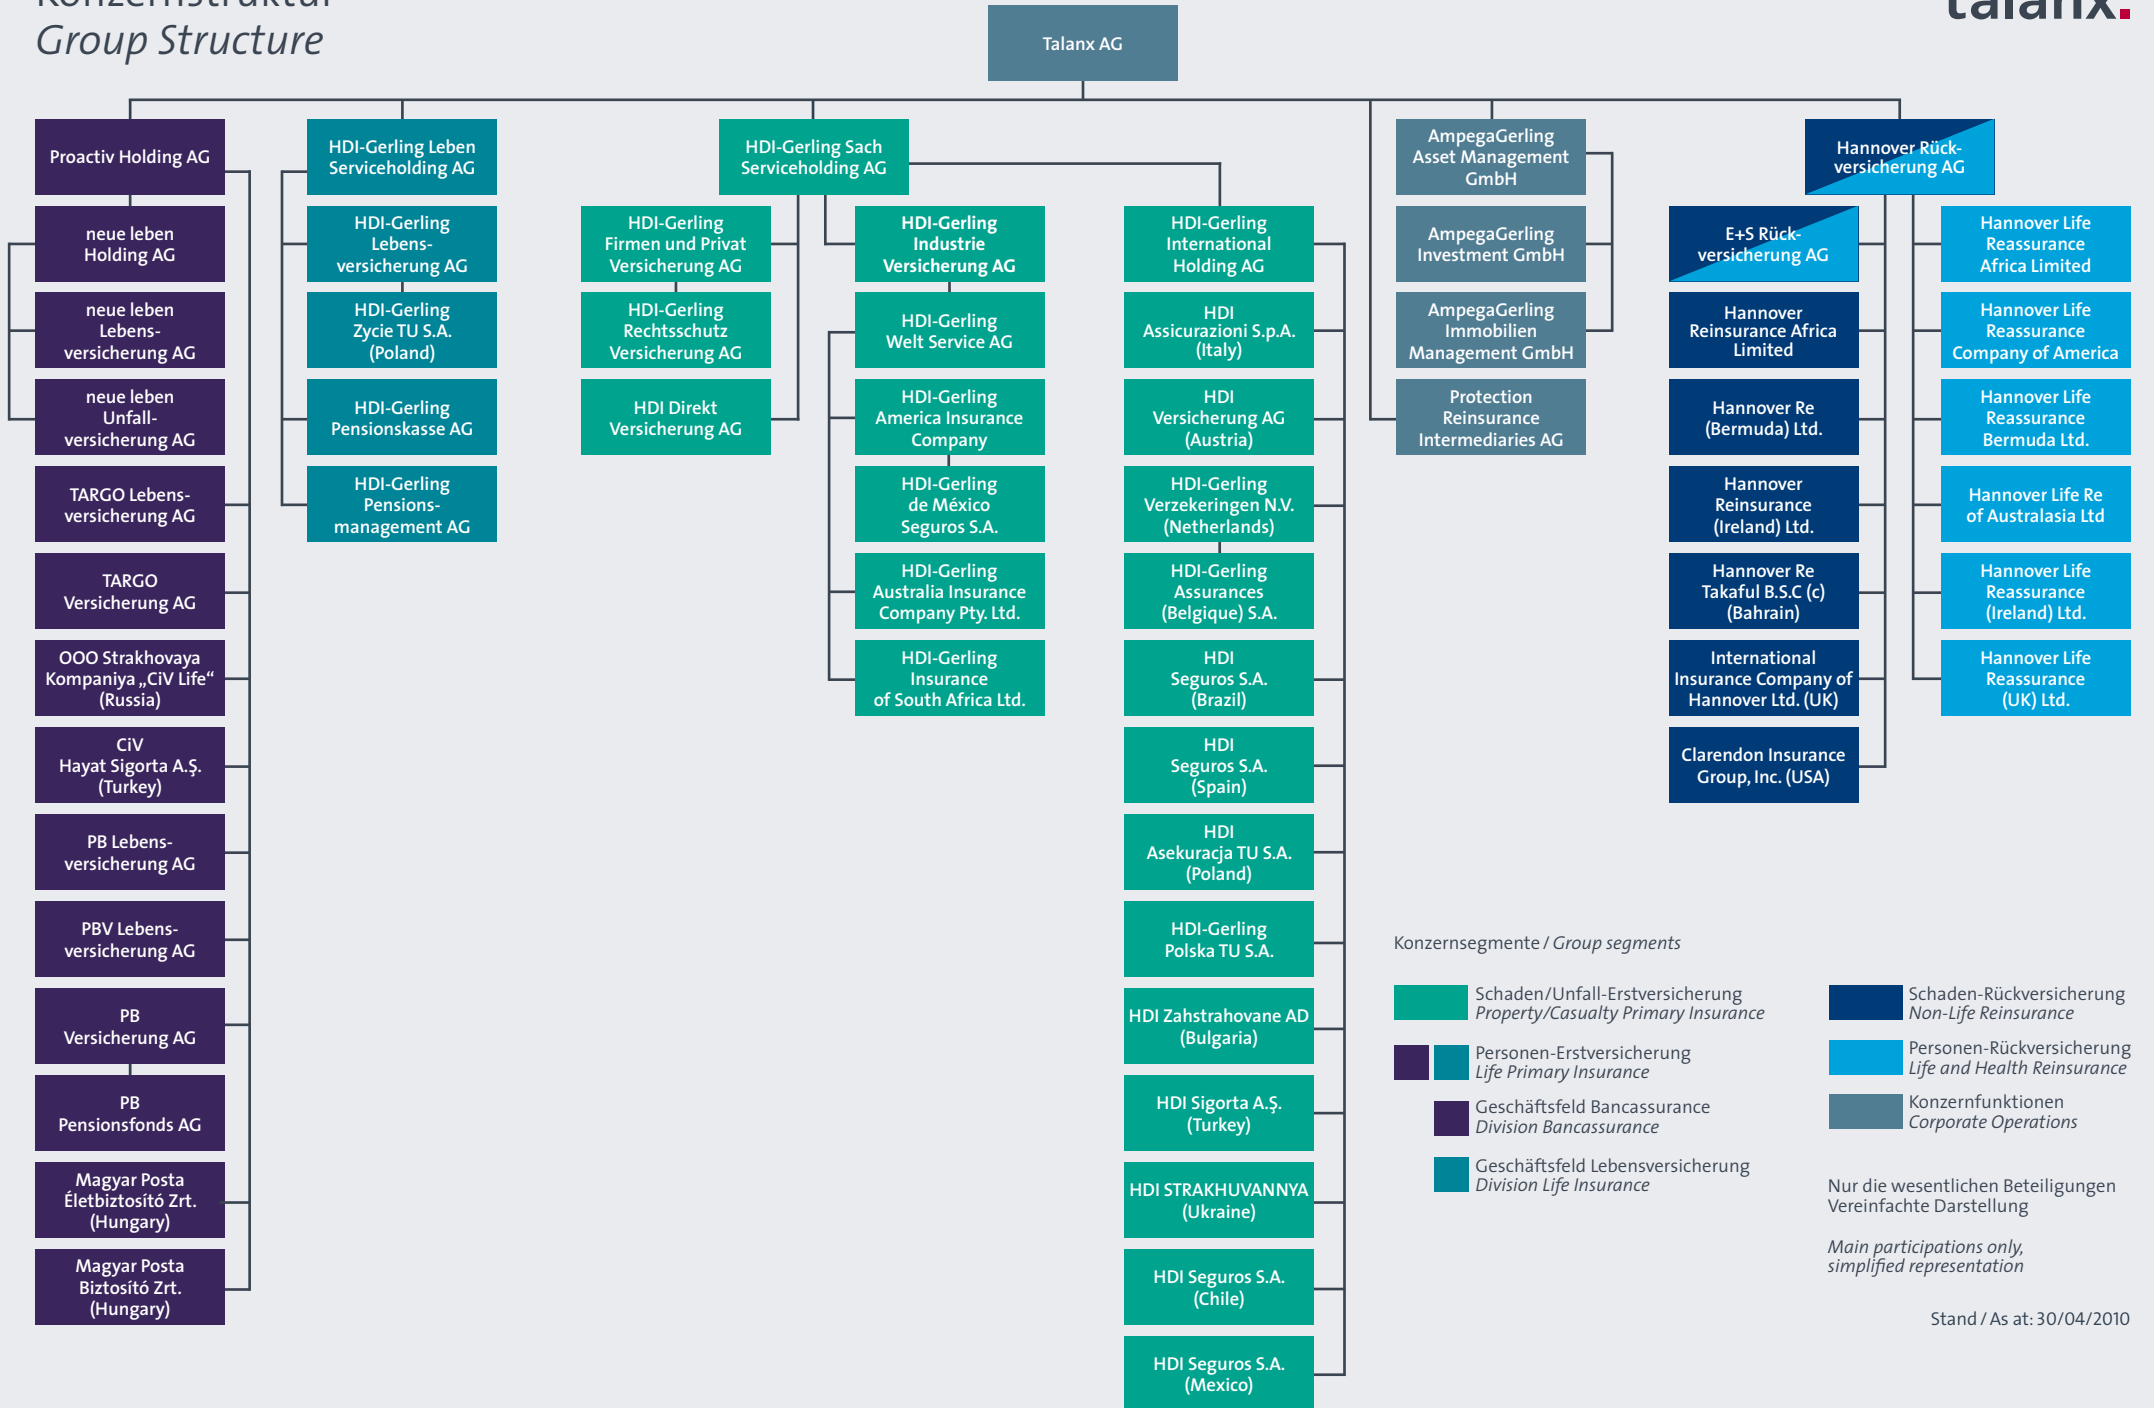 Konzernstruktur
Group Structure
talanx.
Talanx AG
Proactiv Holding AG
neue leben
Holding AG
neue leben
Lebens-
versicherung AG
neue leben
Unfall-
versicherung AG
TARGO Lebens-
versicherung AG
TARGO
Versicherung AG
OOO Strakhovaya
Kompaniya „CiV Life“
(Russia)
CiV
Hayat Sigorta A.Ş.
(Turkey)
PB Lebens-
versicherung AG
PBV Lebens-
versicherung AG
PB
Versicherung AG
PB
Pensionsfonds AG
Magyar Posta
Életbiztosító Zrt.
(Hungary)
Magyar Posta
Biztosító Zrt.
(Hungary)
HDI-Gerling Leben
Serviceholding AG
HDI-Gerling
Lebens-
versicherung AG
HDI-Gerling
Zycie TU S.A.
(Poland)
HDI-Gerling
Pensionskasse AG
HDI-Gerling
Pensions-
management AG
HDI-Gerling Sach
Serviceholding AG
HDI-Gerling
Firmen und Privat
Versicherung AG
HDI-Gerling
Rechtsschutz
Versicherung AG
HDI Direkt
Versicherung AG
HDI-Gerling
Industrie
Versicherung AG
HDI-Gerling
Welt Service AG
HDI-Gerling
America Insurance
Company
HDI-Gerling
de México
Seguros S.A.
HDI-Gerling
Australia Insurance
Company Pty. Ltd.
HDI-Gerling
Insurance
of South Africa Ltd.
HDI-Gerling
International
Holding AG
HDI
Assicurazioni S.p.A.
(Italy)
HDI
Versicherung AG
(Austria)
HDI-Gerling
Verzekeringen N.V.
(Netherlands)
HDI-Gerling
Assurances
(Belgique) S.A.
HDI
Seguros S.A.
(Brazil)
HDI
Seguros S.A.
(Spain)
HDI
Asekuracja TU S.A.
(Poland)
HDI-Gerling
Polska TU S.A.
HDI Zahstrahovane AD
(Bulgaria)
HDI Sigorta A.Ş.
(Turkey)
HDI STRAKHUVANNYA
(Ukraine)
HDI Seguros S.A.
(Chile)
HDI Seguros S.A.
(Mexico)
AmpegaGerling
Asset Management
GmbH
AmpegaGerling
Investment GmbH
AmpegaGerling
Immobilien
Management GmbH
Protection
Reinsurance
Intermediaries AG
Hannover Rück-
versicherung AG
E+S Rück-
versicherung AG
Hannover
Reinsurance Africa
Limited
Hannover Re
(Bermuda) Ltd.
Hannover
Reinsurance
(Ireland) Ltd.
Hannover Re
Takaful B.S.C (c)
(Bahrain)
International
Insurance Company of
Hannover Ltd. (UK)
Clarendon Insurance
Group, Inc. (USA)
Hannover Life
Reassurance
Africa Limited
Hannover Life
Reassurance
Company of America
Hannover Life
Reassurance
Bermuda Ltd.
Hannover Life Re
of Australasia Ltd
Hannover Life
Reassurance
(Ireland) Ltd.
Hannover Life
Reassurance
(UK) Ltd.
Konzernsegmente / Group segments
Schaden/Unfall-Erstversicherung
Property/Casualty Primary Insurance
Personen-Erstversicherung
Life Primary Insurance
Geschäftsfeld Bancassurance
Division Bancassurance
Geschäftsfeld Lebensversicherung
Division Life Insurance
Schaden-Rückversicherung
Non-Life Reinsurance
Personen-Rückversicherung
Life and Health Reinsurance
Konzernfunktionen
Corporate Operations
Nur die wesentlichen Beteiligungen
Vereinfachte Darstellung
Main participations only,
simplified representation
Stand / As at: 30/04/2010